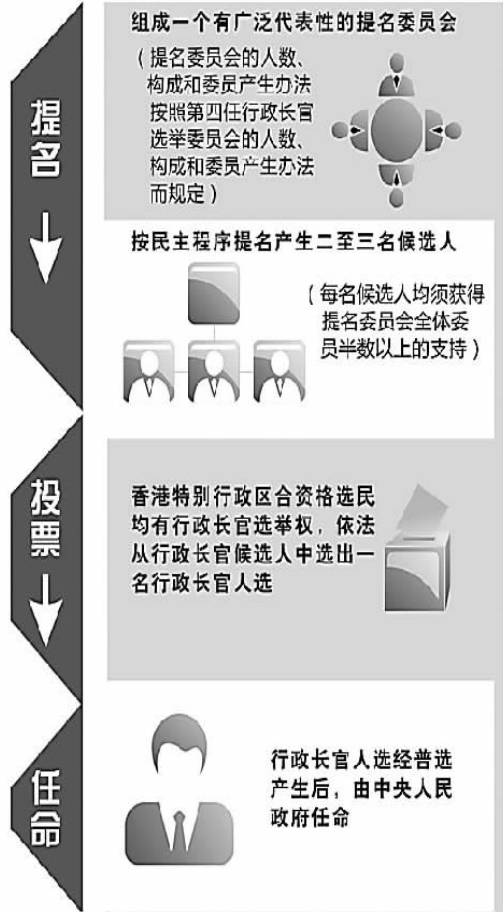 提名
组成一个有广泛代表性的提名委员会
（提名委员会的人数、
构成和委员产生办法
按照第四任行政长官
选举委员会的人数、
构成和委员产生办法
而规定）
按民主程序提名产生二至三名候选人
（每名候选人均须获得
提名委员会全体委
员半数以上的支持）
投票
香港特别行政区合资格选民
均有行政长官选举权，依法
从行政长官候选人中选出一
名行政长官人选
任命
行政长官人选经普选
产生后，由中央人民
政府任命